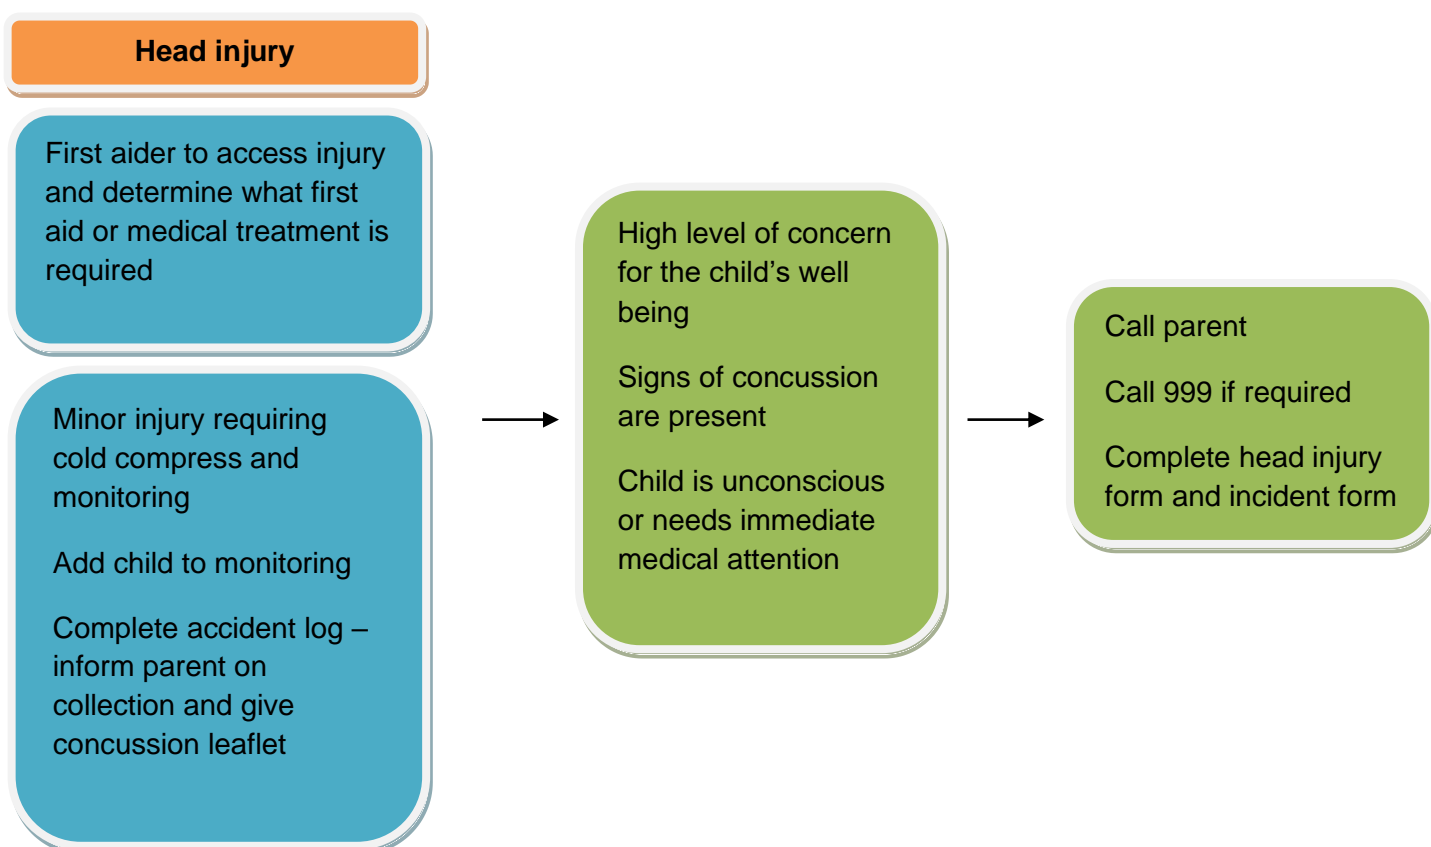 Head injury
First aider to access injury
and determine what first
aid or medical treatment is
required
Minor injury requiring
cold compress and
monitoring
Add child to monitoring
Complete accident log –
inform parent on
collection and give
concussion leaflet
High level of concern
for the child’s well
being
Signs of concussion
are present
Child is unconscious
or needs immediate
medical attention
Call parent
Call 999 if required
Complete head injury
form and incident form